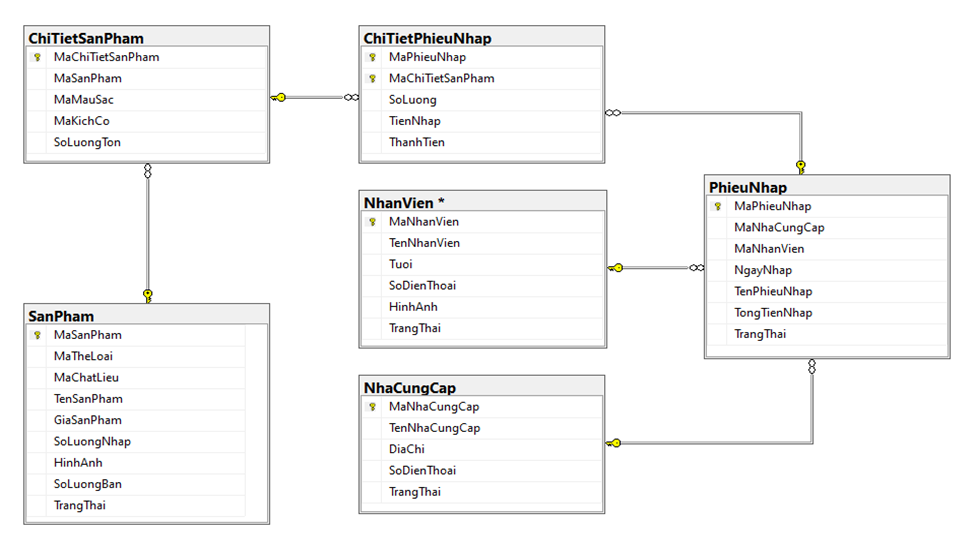 ChiTietSanPham
MaChiTietSanPham
MaSanPham
MaMauSac
MaKichCo
SoLuongTon
ChiTietPhieuNhap
MaPhieuNhap
MaChiTietSanPham
SoLuong
TienNhap
ThanhTien
NhanVien *
MaNhanVien
TenNhanVien
Tuoi
SoDienThoai
HinhAnh
TrangThai
PhieuNhap
MaPhieuNhap
MaNhaCungCap
MaNhanVien
NgayNhap
TenPhieuNhap
TongTienNhap
TrangThai
SanPham
MaSanPham
MaTheLoai
MaChatLieu
TenSanPham
GiaSanPham
SoLuongNhap
HinhAnh
SoLuongBan
TrangThai
NhaCungCap
MaNhaCungCap
TenNhaCungCap
DiaChi
SoDienThoai
TrangThai